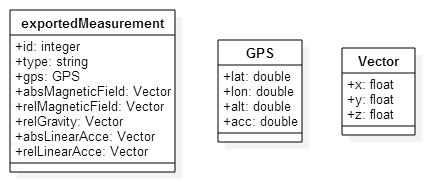 exportedMeasurement
+id: integer
+type: string
+gps: GPS
+absMagneticField: Vector
+relMagneticField: Vector
+relGravity: Vector
+absLinearAcce: Vector
+relLinearAcce: Vector
GPS
+lat: double
+lon: double
+alt: double
+acc: double
Vector
+x: float
+y: float
+z: float